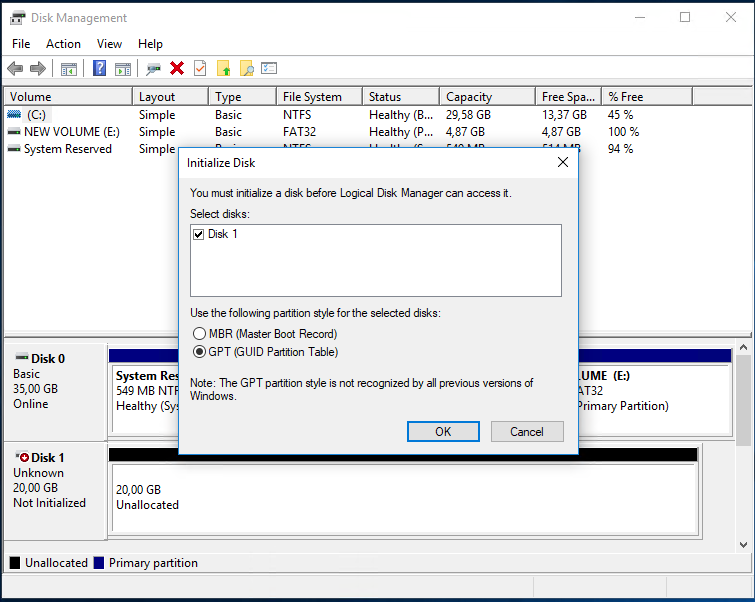 Disk Management
File Action View Help
Volume Layout Type File System Status Capacity Free Spa... % Free
(C:) Simple Basic NTFS Healthy (B... 29,58 GB 13,37 GB 45 %
NEW VOLUME (E:) Simple Basic FAT32 Healthy (P... 4,87 GB 4,87 GB 100 %
System Reserved Simple 94 %
Initialize Disk
You must initialize a disk before Logical Disk Manager can access it.
Select disks:
Disk 1
Use the following partition style for the selected disks:
MBR (Master Boot Record)
GPT (GUID Partition Table)
Note: The GPT partition style is not recognized by all previous versions of
Windows.
OK Cancel
Disk 0
Basic
35,00 GB
Online
System Res
549 MB NTF
Healthy (Sys
UME (E:)
AT32
Primary Partition)
Disk 1
Unknown
20,00 GB
Not Initialized
20,00 GB
Unallocated
Unallocated Primary partition